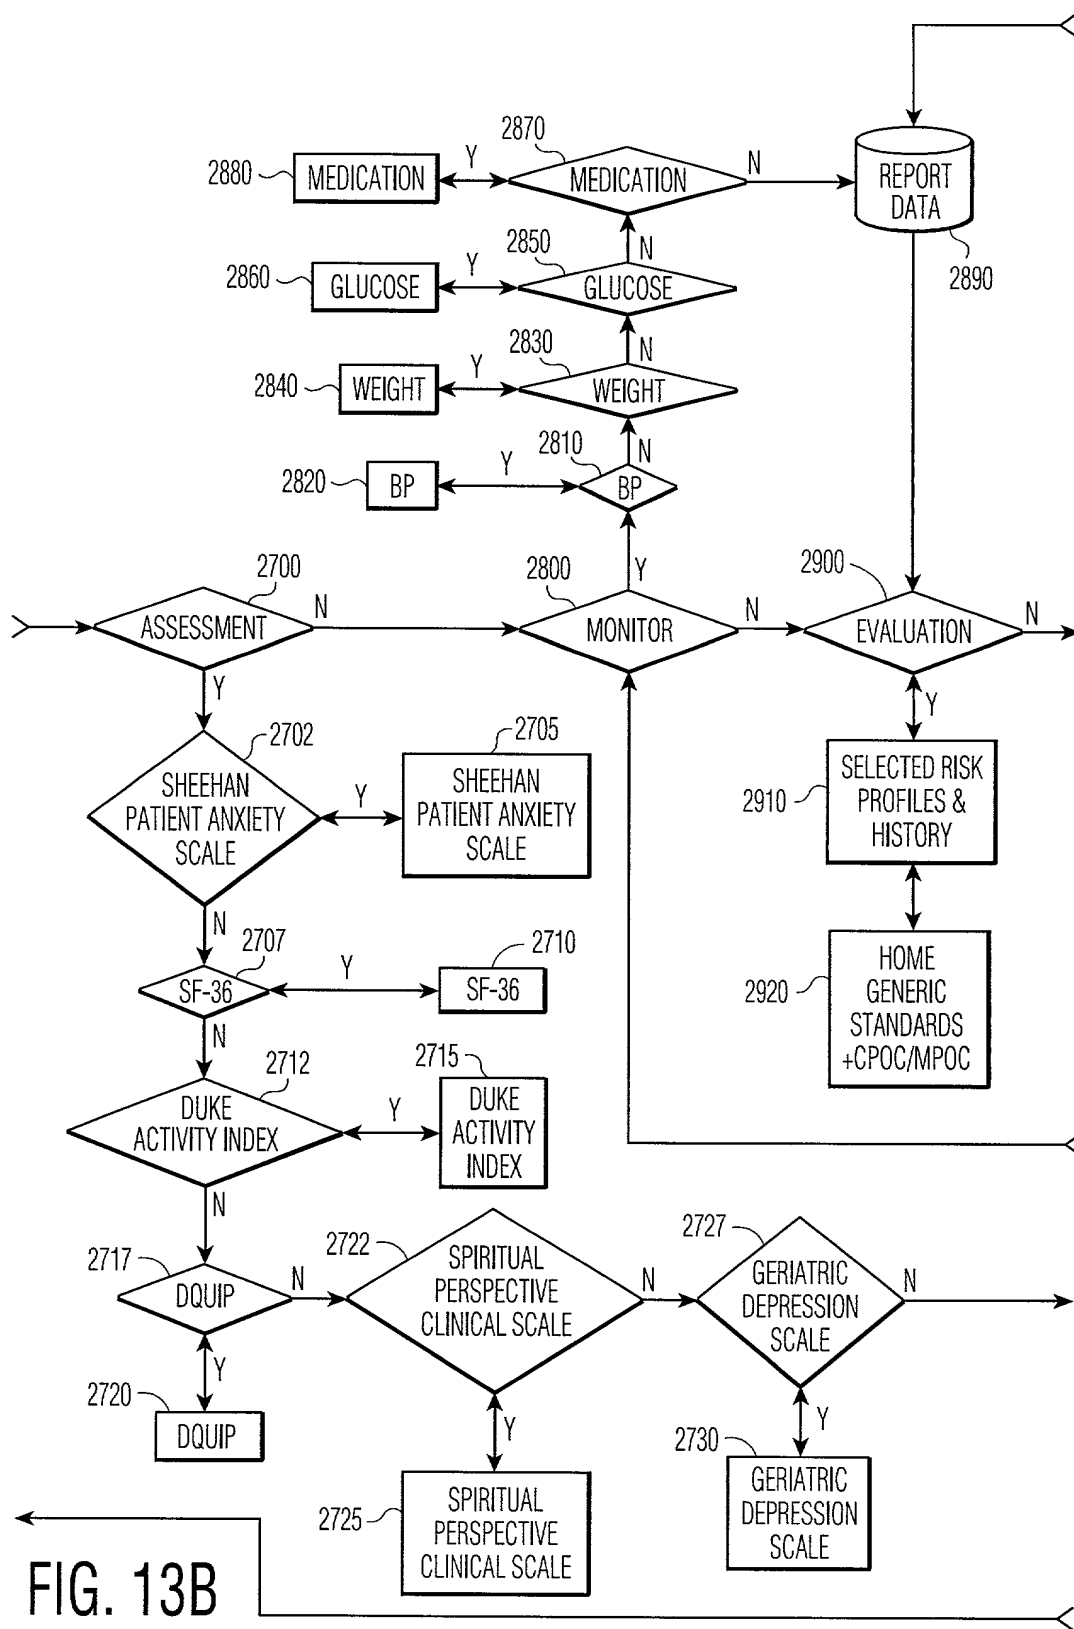 2870
Y
N
2880
MEDICATION
MEDICATION
REPORT
DATA
2890
N
2850
Y
2860
GLUCOSE
GLUCOSE
N
2830
Y
2840
WEIGHT
WEIGHT
N
2810
Y
2820
BP
BP
Y
2700
N
2800
N
2900
N
ASSESSMENT
MONITOR
EVALUATION
Y
Y
2702
SHEEHAN
PATIENT ANXIETY
SCALE
Y
2705
SHEEHAN
PATIENT ANXIETY
SCALE
2910
SELECTED RISK
PROFILES &
HISTORY
N
2707
SF-36
Y
2710
SF-36
2920
HOME
GENERIC
STANDARDS
+CPOC/MPOC
N
2712
DUKE
ACTIVITY INDEX
Y
2715
DUKE
ACTIVITY
INDEX
N
2717
DQUIP
N
2722
SPIRITUAL
PERSPECTIVE
CLINICAL SCALE
N
2727
GERIATRIC
DEPRESSION
SCALE
N
Y
2720
DQUIP
Y
2725
SPIRITUAL
PERSPECTIVE
CLINICAL SCALE
Y
2730
GERIATRIC
DEPRESSION
SCALE
FIG. 13B